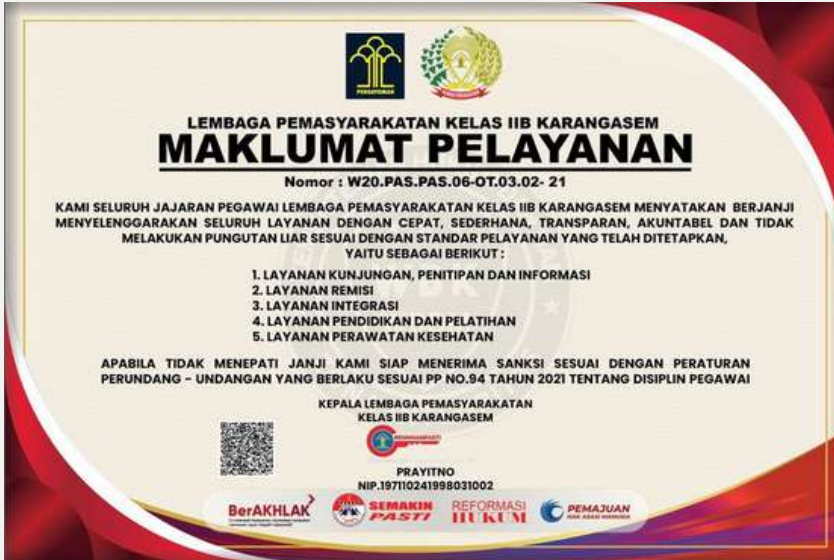 PENGAYOMAN
LEMBAGA PEMASYARAKATAN KELAS IIB KARANGASEM
MAKLUMAT PELAYANAN
Nomor : W20.PAS.PAS.06-OT.03.02- 21
KAMI SELURUH JAJARAN PEGAWAI LEMBAGA PEMASYARAKATAN KELAS IIB KARANGASEM MENYATAKAN BERJANJI
MENYELENGGARAKAN SELURUH LAYANAN DENGAN CEPAT, SEDERHANA, TRANSPARAN, AKUNTABEL DAN TIDAK
MELAKUKAN PUNGUTAN LIAR SESUAI DENGAN STANDAR PELAYANAN YANG TELAH DITETAPKAN,
YAITU SEBAGAI BERIKUT :
1. LAYANAN KUNJUNGAN, PENITIPAN DAN INFORMASI
2. LAYANAN REMISI
3. LAYANAN INTEGRASI
4. LAYANAN PENDIDIKAN DAN PELATIHAN
5. LAYANAN PERAWATAN KESEHATAN
WBK
APABILA TIDAK MENEPATI JANJI KAMI SIAP MENERIMA SANKSI SESUAI DENGAN PERATURAN
PERUNDANG - UNDANGAN YANG BERLAKU SESUAI PP NO.94 TAHUN 2021 TENTANG DISIPLIN PEGAWAI
KEPALA LEMBAGA PEMASYARAKATAN
KELAS IIB KARANGASEM
PRAYITNO
NIP.197110241998031002
BerAKHLAK
SEMAKIN
PASTI
REFORMASI
HUKUM
PEMAJUAN
HAK ASASI MANUSIA